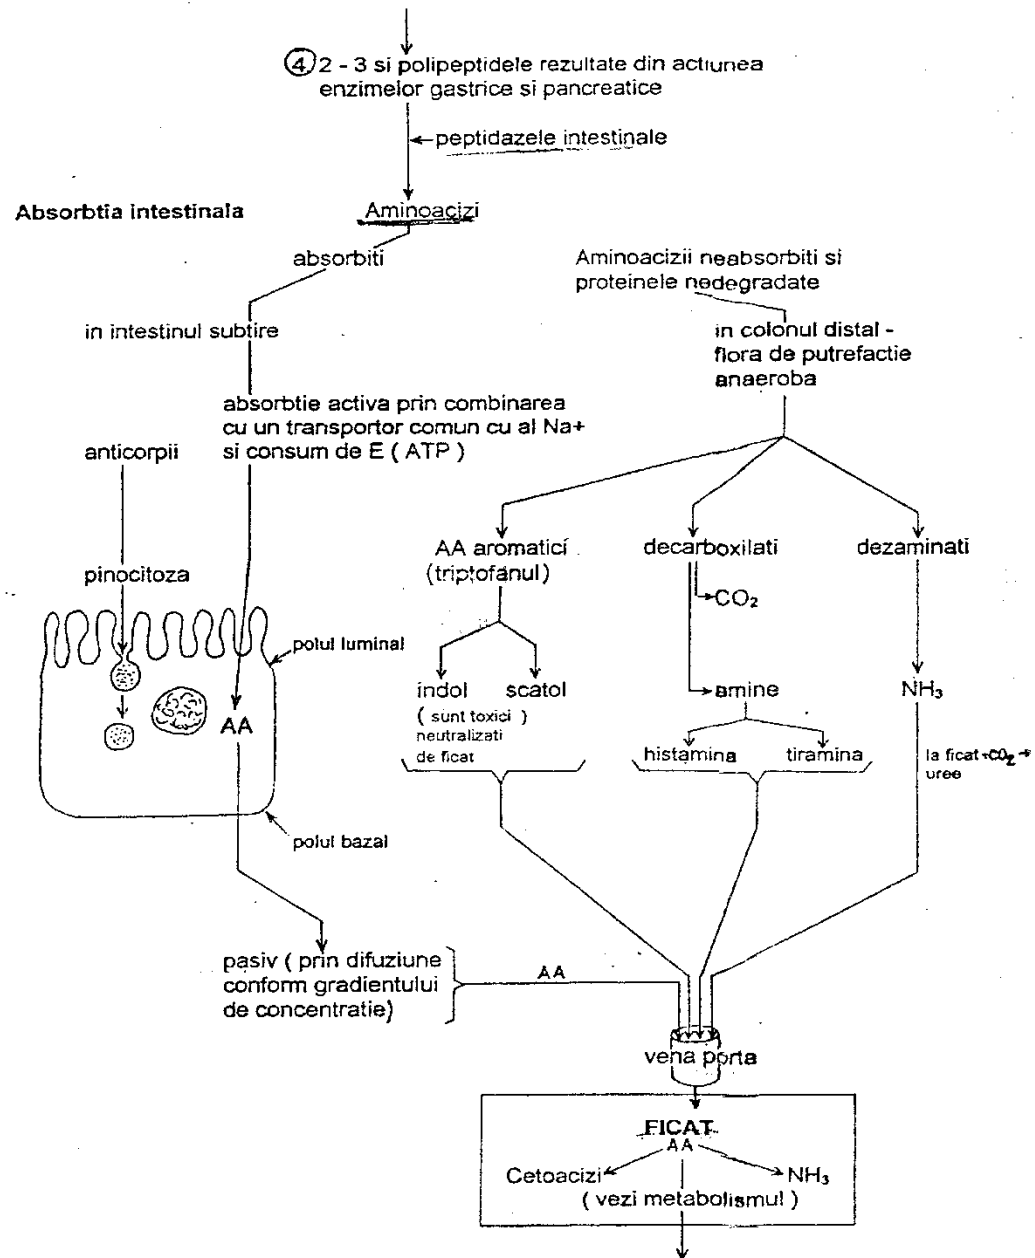 4 2 - 3 si polipeptidele rezultate din actiunea
enzimelor gastrice si pancreatice
peptidazele intestinale
Absorbtia intestinala
Aminoacizi
absorbiti
Aminoacizii neabsorbiti si
proteinele nedegradate
in intestinul subtire
in colonul distal -
flora de putrefactie
anaeroba
absorbtie activa prin combinarea
cu un transportor comun cu al Na+
si consum de E ( ATP )
anticorpii
AA aromatici
(triptofanul)
decarboxilati
dezaminati
pinocitoza
CO₂
polul luminal
indol
scatol
amine
NH₃
( sunt toxici )
neutralizati
de ficat
AA
histamina
tiramina
la ficat+CO₂→
uree
polul bazal
pasiv ( prin difuziune
conform gradientului
de concentratie)
AA
vena porta
FICAT
AA
Cetoacizi
NH₃
( vezi metabolismul )